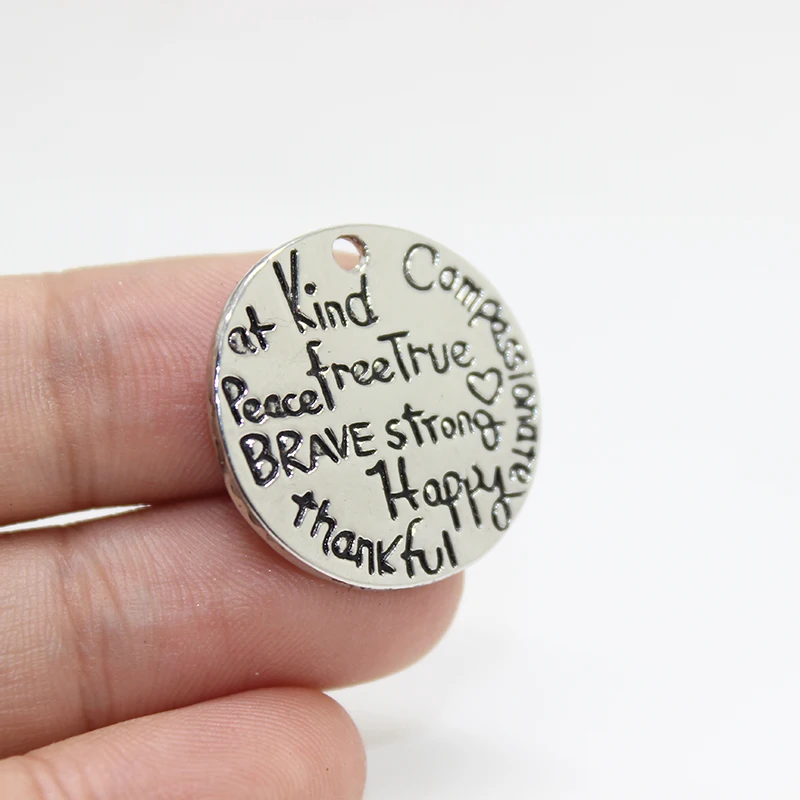 Kind
Compassionate
at Peace
free True
BRAVE strong
Happy
thankful